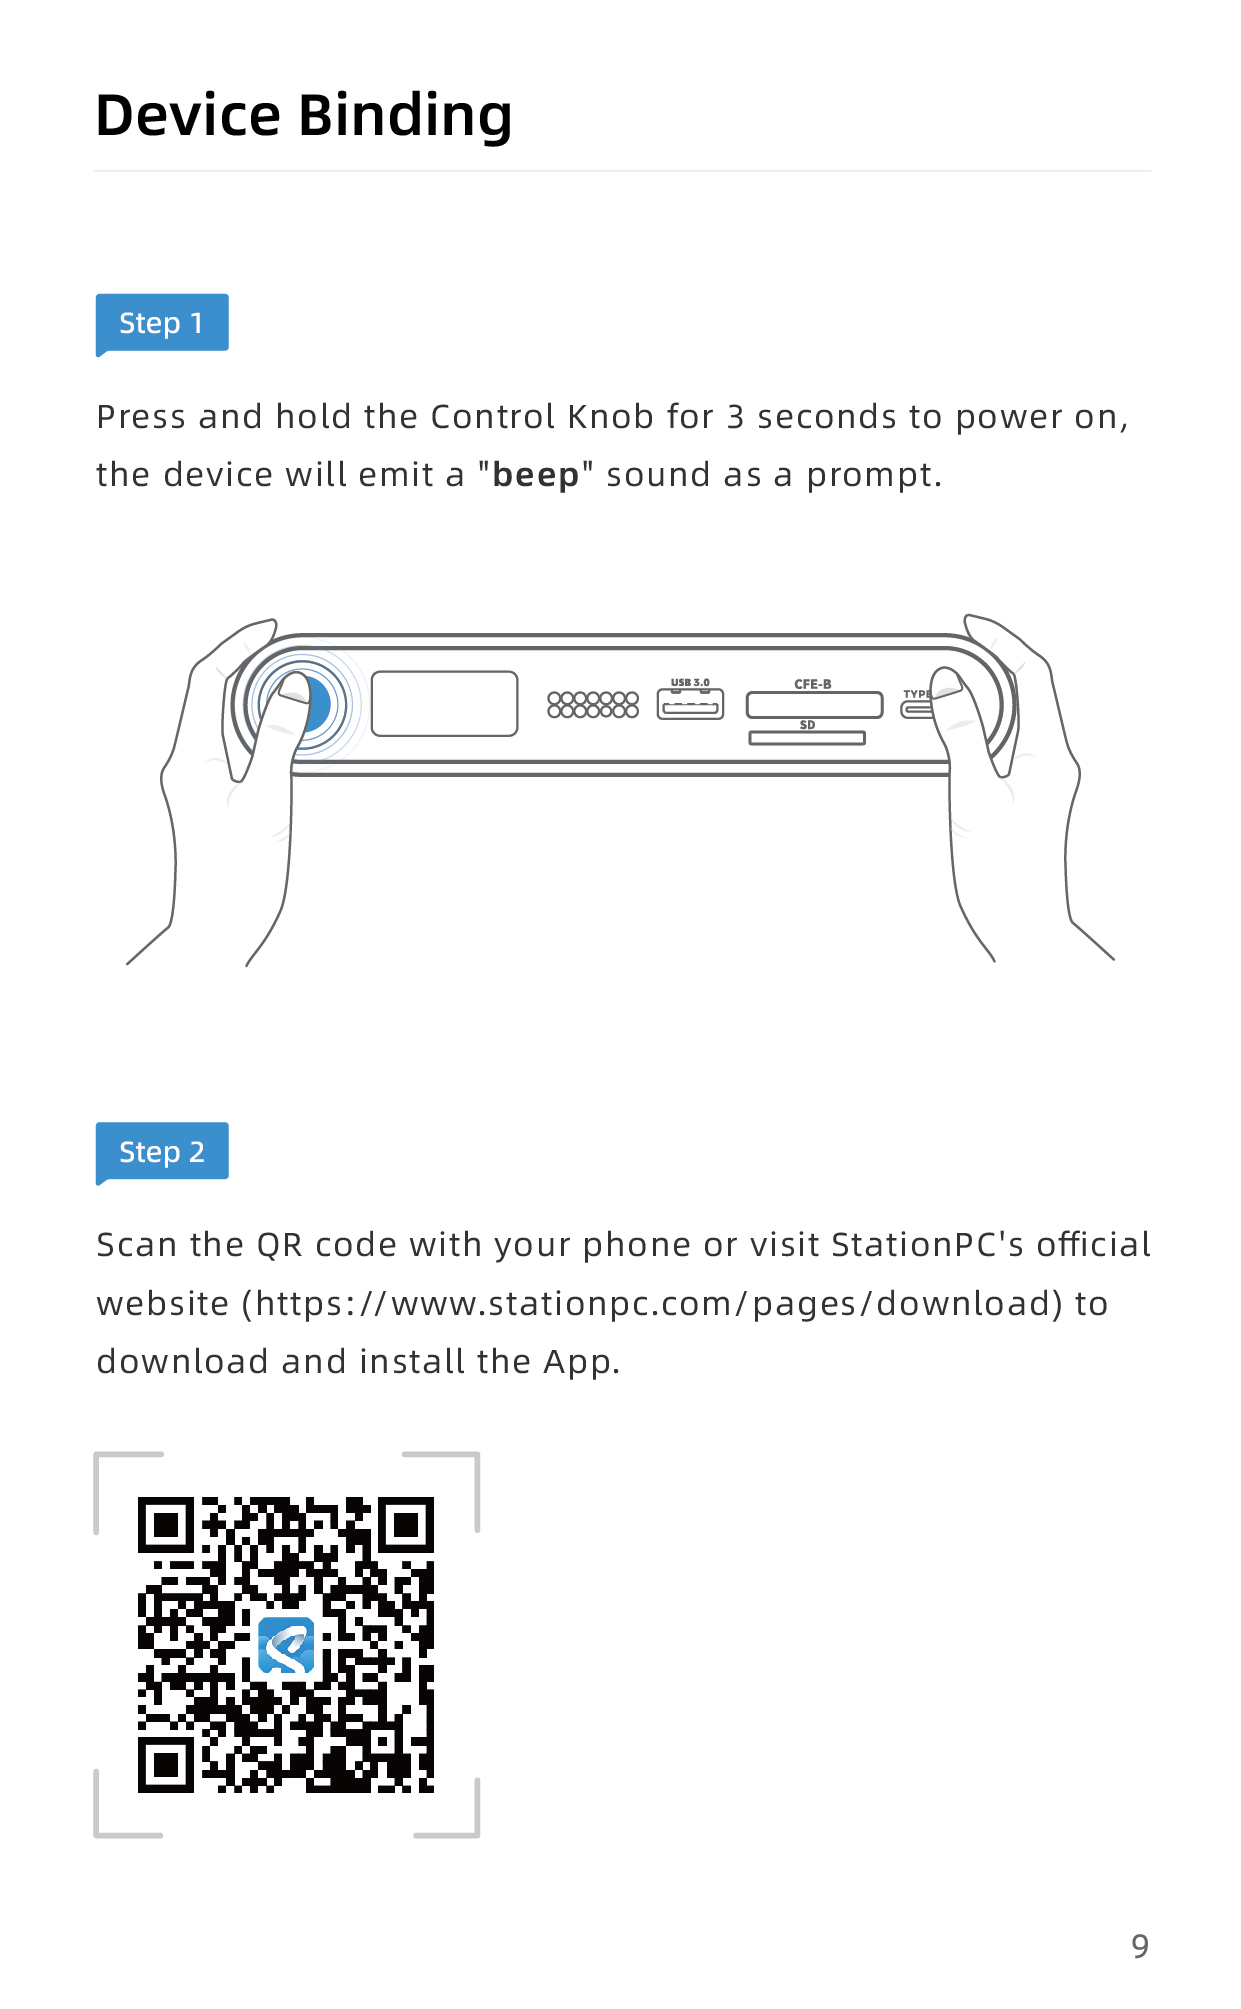 Device Binding
Step 1
Press and hold the Control Knob for 3 seconds to power on,
the device will emit a "beep" sound as a prompt.
USB 3.0
CFE-B
SD
TYPE
Step 2
Scan the QR code with your phone or visit StationPC's official
website (https://www.stationpc.com/pages/download) to
download and install the App.
9